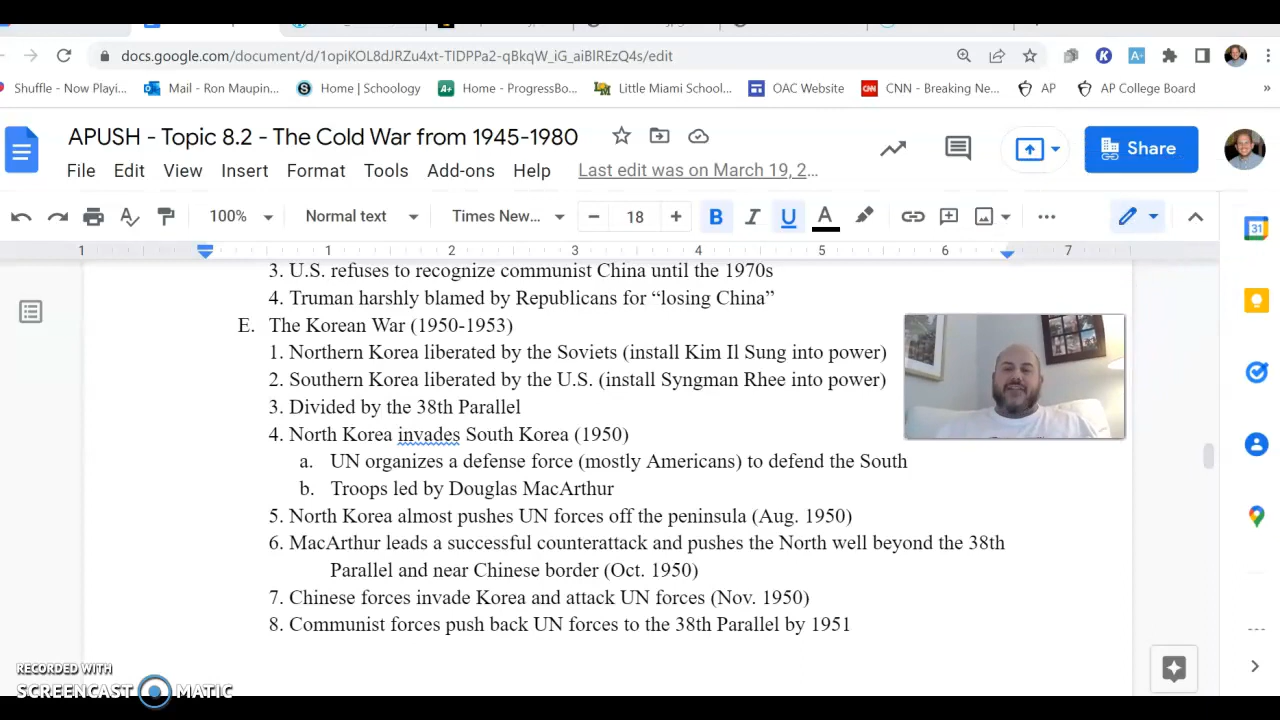 docs.google.com/document/d/1opiKOL8dJRZu4xt-TIDPPa2-qBkqW_iG_aiBlREzQ4s/edit
Shuffle - Now Playi... Mail - Ron Maupin... Home | Schoology Home - ProgressBo... Little Miami School... OAC Website CNN - Breaking Ne... AP AP College Board »
APUSH - Topic 8.2 - The Cold War from 1945-1980
Share
File Edit View Insert Format Tools Add-ons Help Last edit was on March 19, 2...
100% Normal text Times New... − 18 + B I U A
1 1 2 3 4 5 6 7
31
3. U.S. refuses to recognize communist China until the 1970s
4. Truman harshly blamed by Republicans for “losing China”
E. The Korean War (1950-1953)
1. Northern Korea liberated by the Soviets (install Kim Il Sung into power)
2. Southern Korea liberated by the U.S. (install Syngman Rhee into power)
3. Divided by the 38th Parallel
4. North Korea invades South Korea (1950)
a. UN organizes a defense force (mostly Americans) to defend the South
b. Troops led by Douglas MacArthur
5. North Korea almost pushes UN forces off the peninsula (Aug. 1950)
6. MacArthur leads a successful counterattack and pushes the North well beyond the 38th
Parallel and near Chinese border (Oct. 1950)
7. Chinese forces invade Korea and attack UN forces (Nov. 1950)
8. Communist forces push back UN forces to the 38th Parallel by 1951
RECORDED WITH
SCREENCAST MATIC